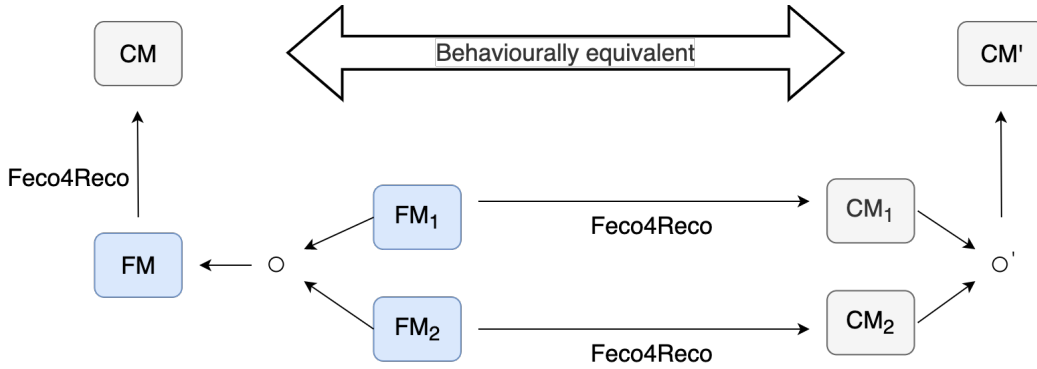 CM
Behaviourally equivalent
CM'
Feco4Reco
FM₁
Feco4Reco
CM₁
FM
○
○'
FM₂
Feco4Reco
CM₂